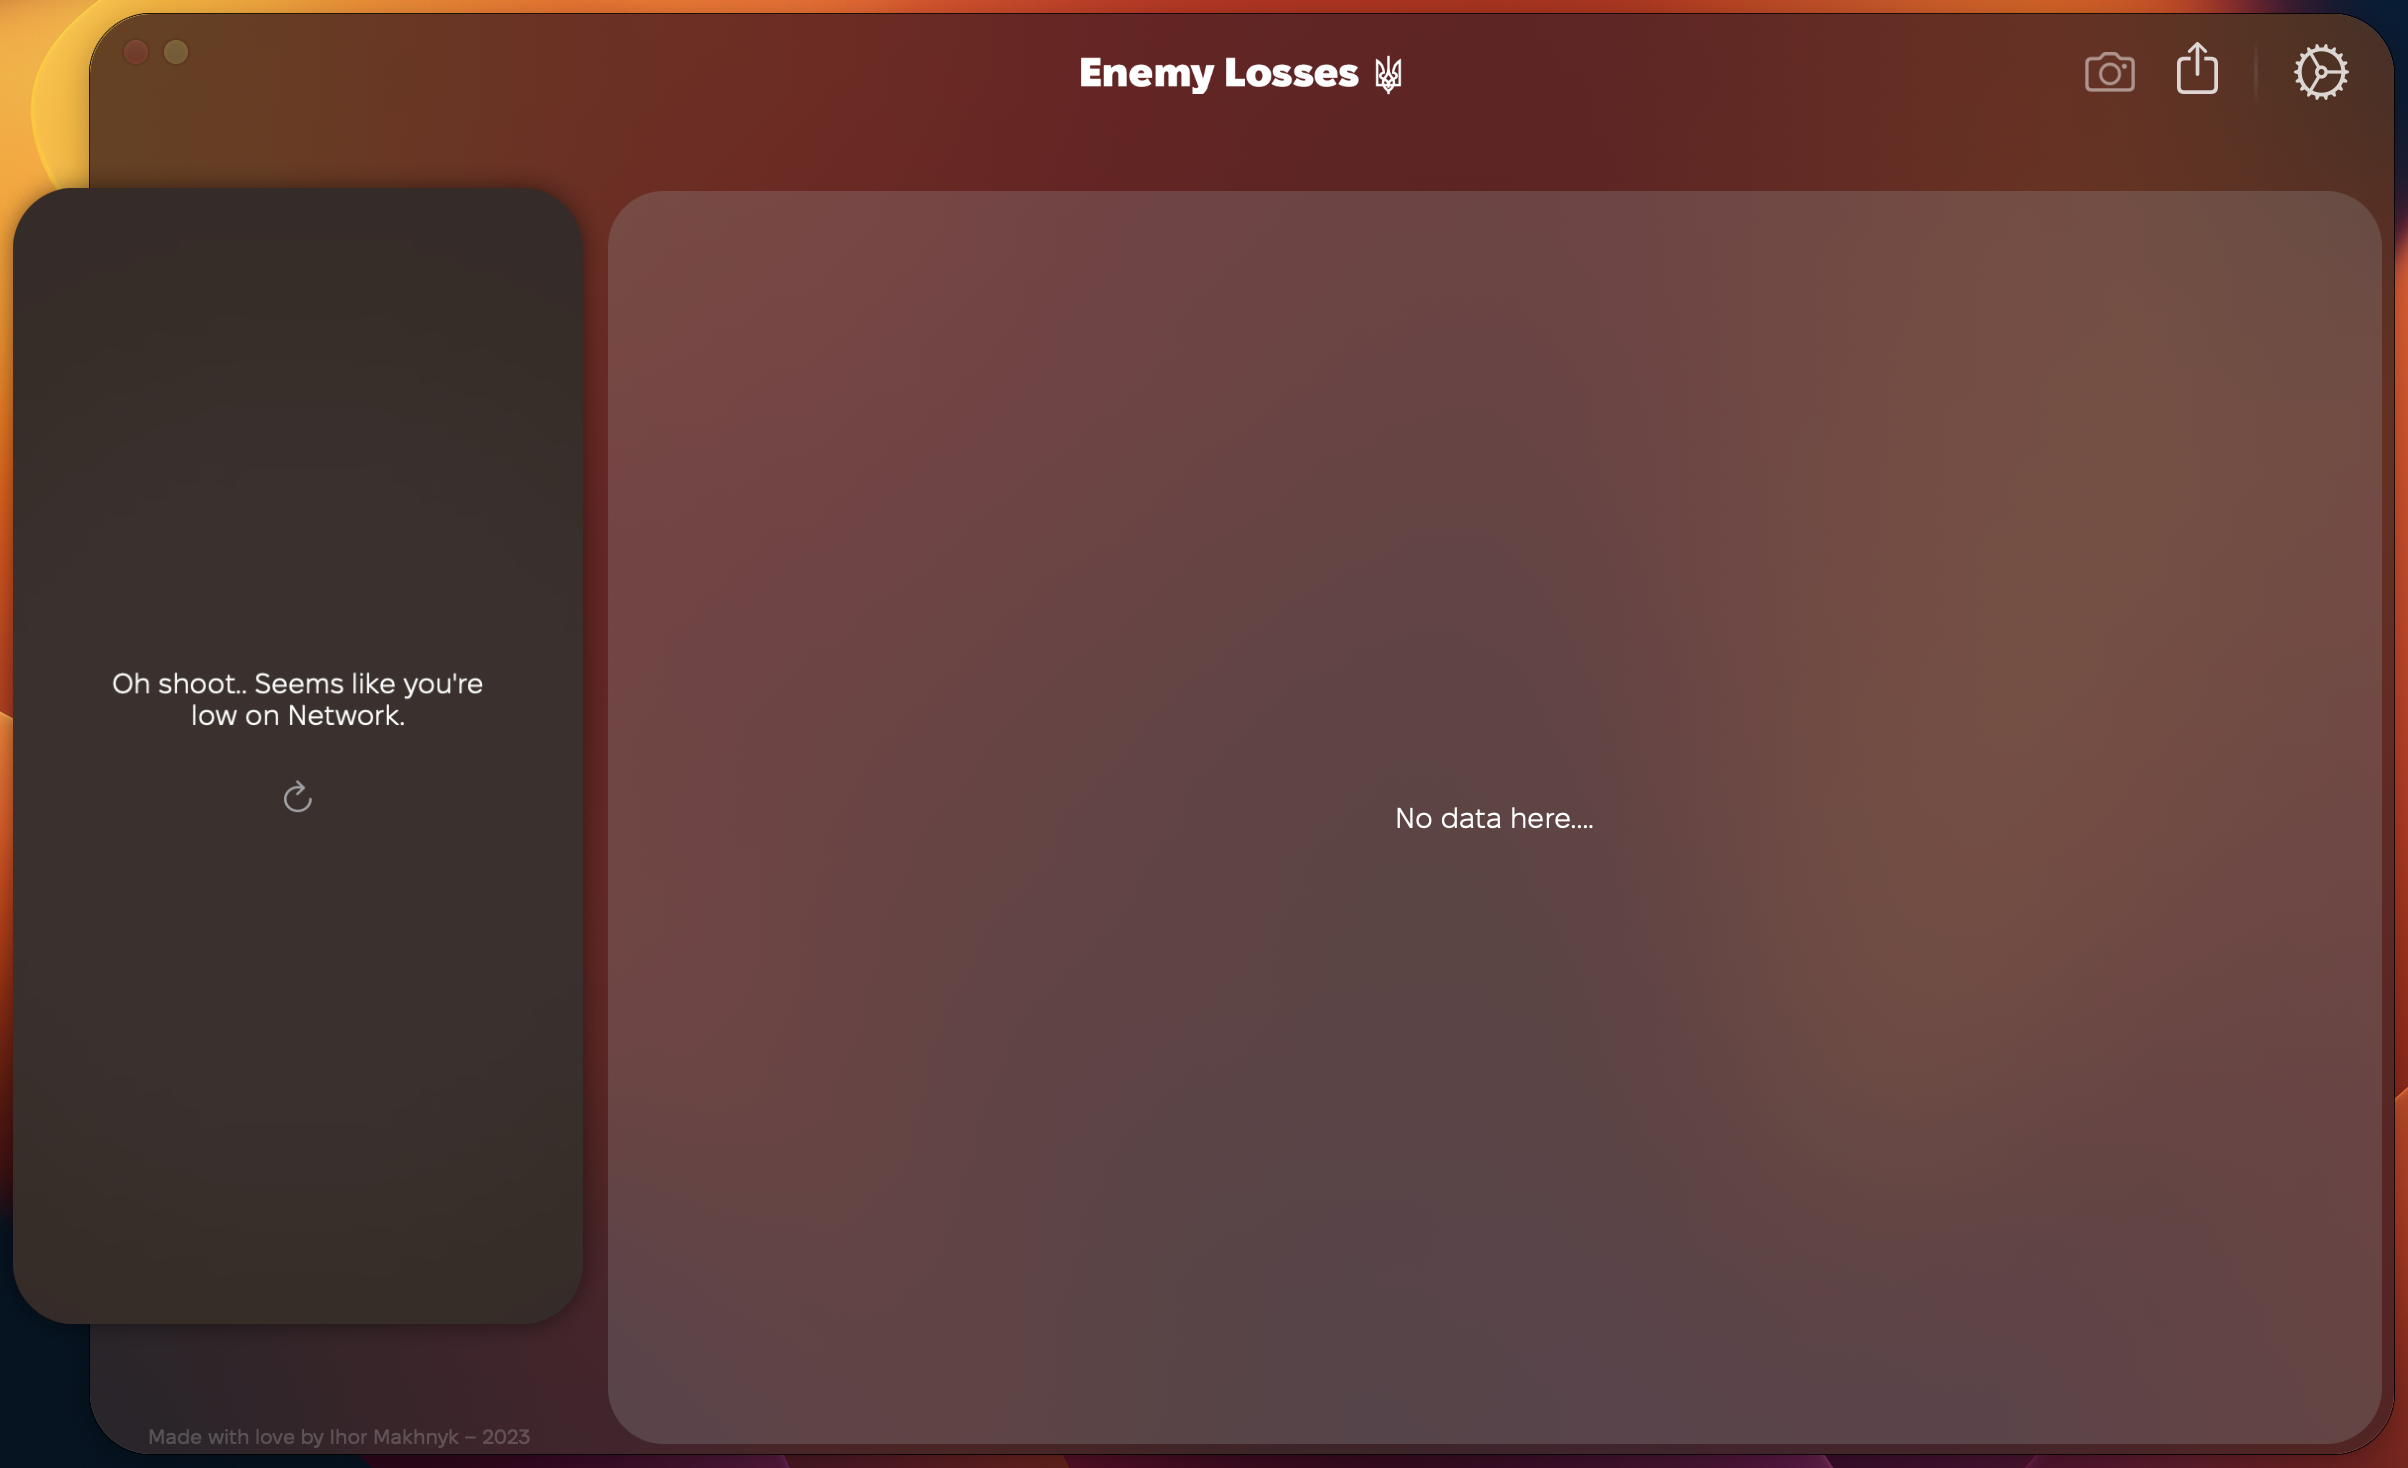 Enemy Losses
Oh shoot.. Seems like you're
low on Network.
No data here....
Made with love by Ihor Makhnyk – 2023